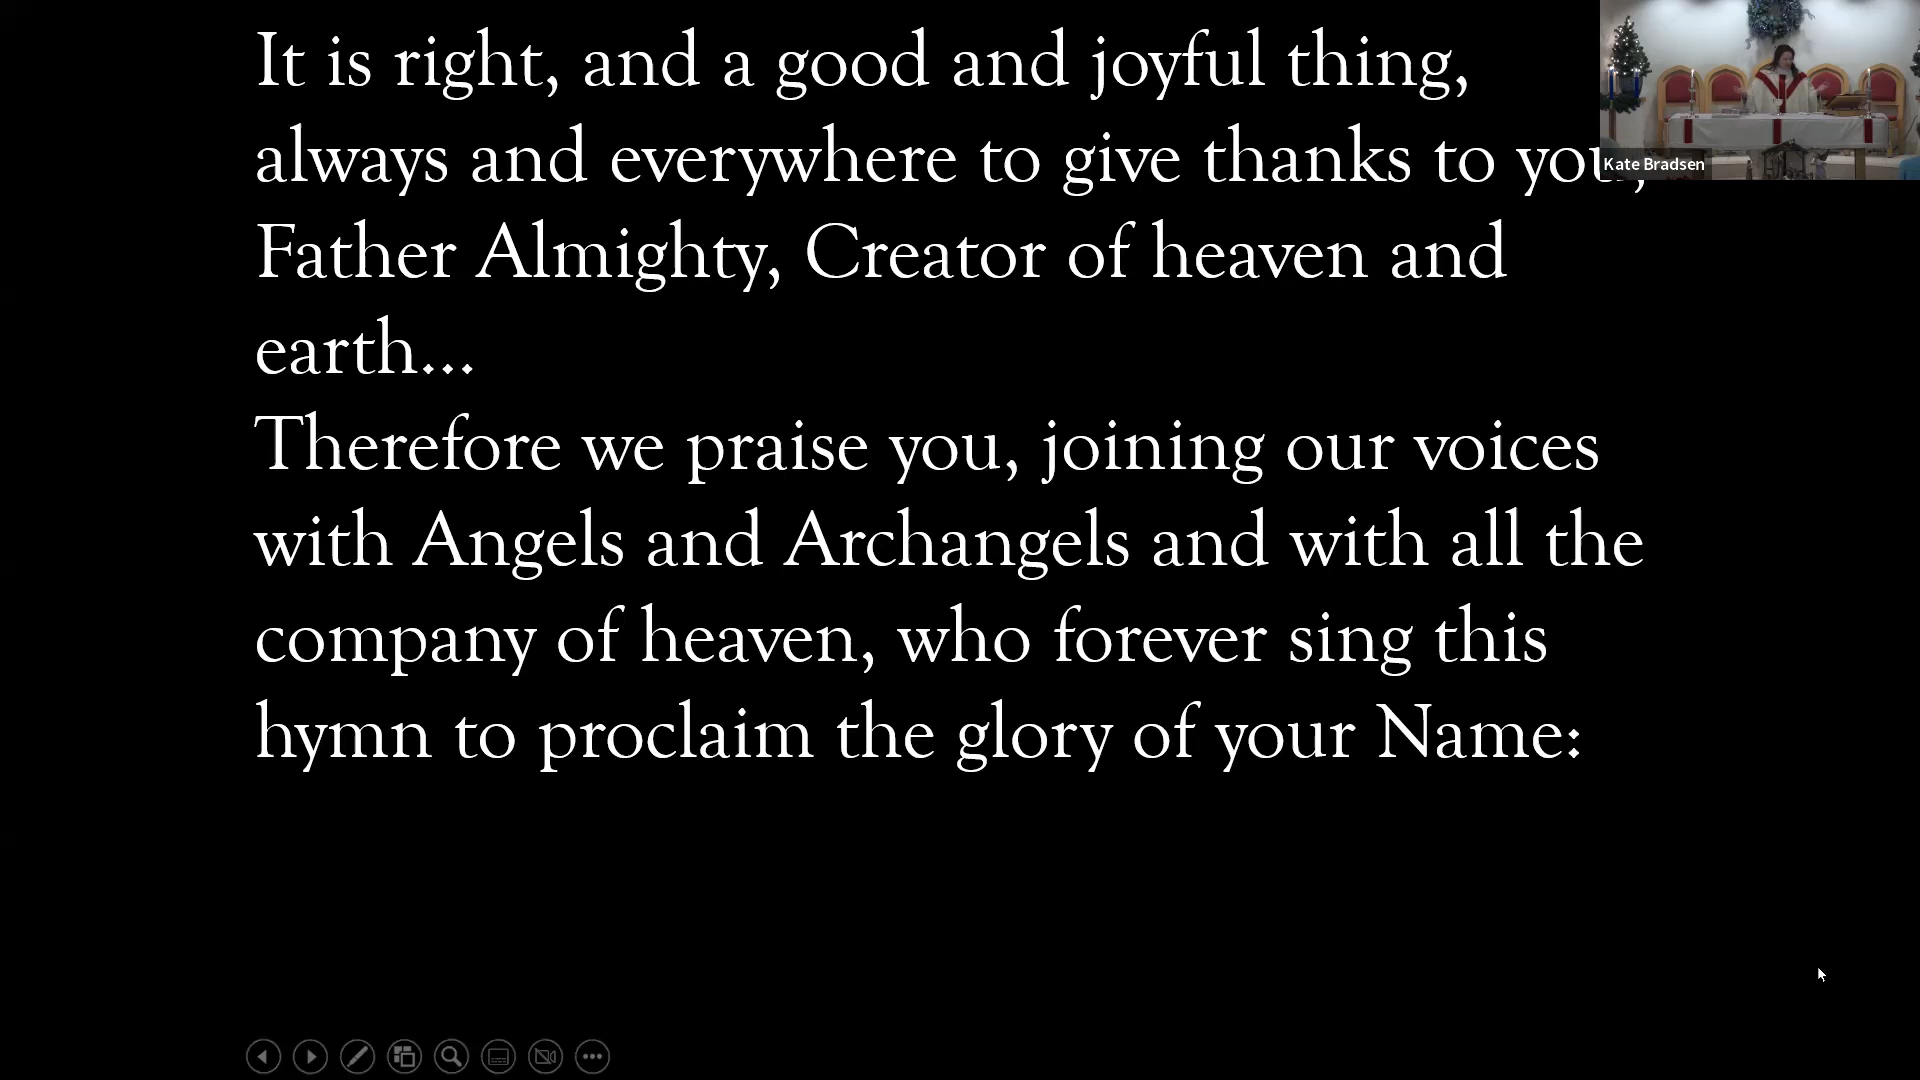 It is right, and a good and joyful thing,
always and everywhere to give thanks to you,
Father Almighty, Creator of heaven and
earth...
Therefore we praise you, joining our voices
with Angels and Archangels and with all the
company of heaven, who forever sing this
hymn to proclaim the glory of your Name:
Kate Bradsen